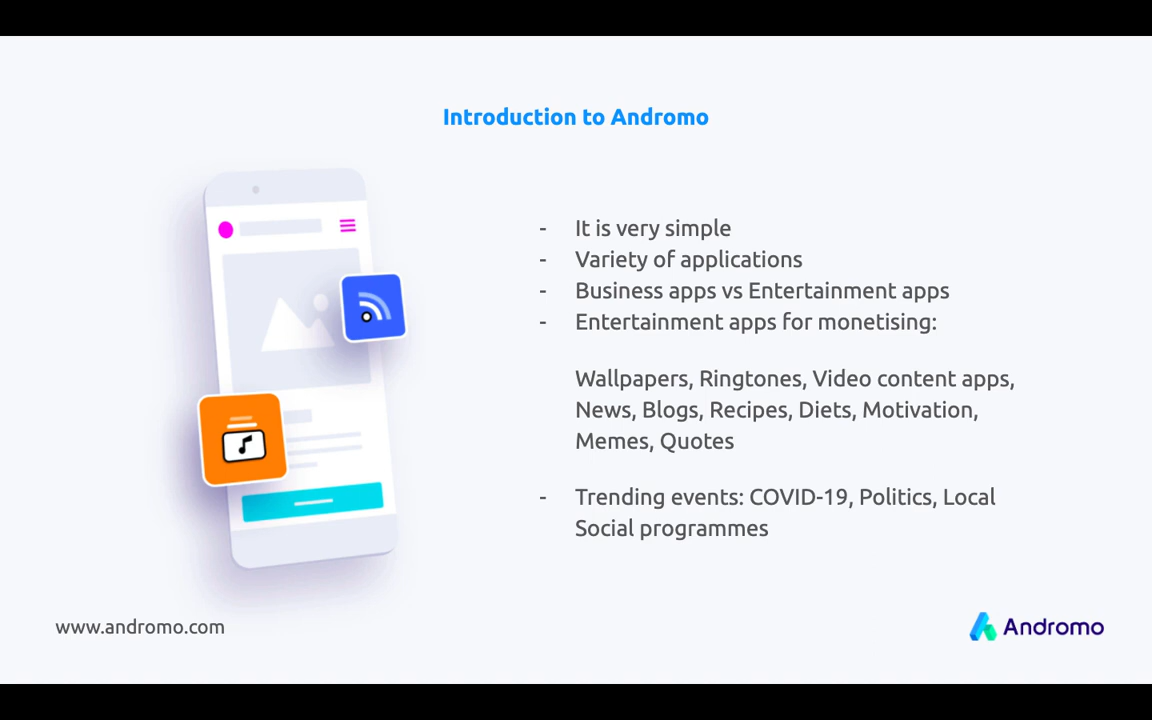 Introduction to Andromo
- It is very simple
- Variety of applications
- Business apps vs Entertainment apps
- Entertainment apps for monetising:
Wallpapers, Ringtones, Video content apps,
News, Blogs, Recipes, Diets, Motivation,
Memes, Quotes
- Trending events: COVID-19, Politics, Local
Social programmes
www.andromo.com
Andromo